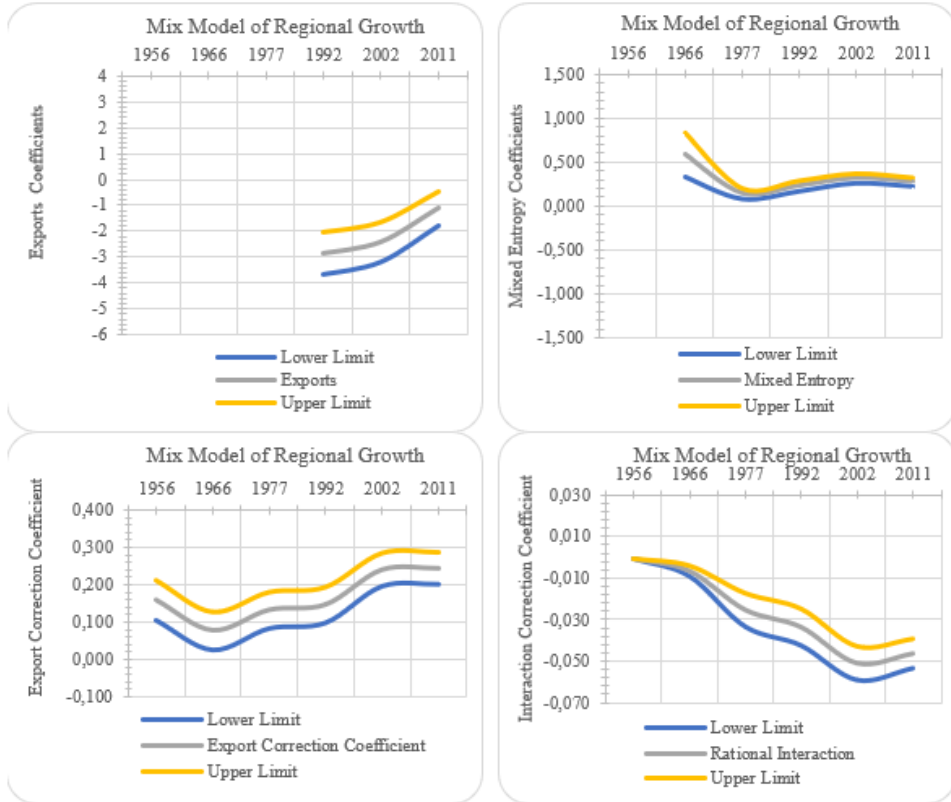 Mix Model of Regional Growth
1956 1966 1977 1992 2002 2011
4
3
2
1
0
-1
-2
-3
-4
-5
-6
Exports Coefficients
Lower Limit
Exports
Upper Limit
Mix Model of Regional Growth
1956 1966 1977 1992 2002 2011
1,500
1,000
0,500
0,000
-0,500
-1,000
-1,500
Mixed Entropy Coefficients
Lower Limit
Mixed Entropy
Upper Limit
Mix Model of Regional Growth
1956 1966 1977 1992 2002 2011
0,400
0,300
0,200
0,100
0,000
-0,100
Export Correction Coefficient
Lower Limit
Export Correction Coefficient
Upper Limit
Mix Model of Regional Growth
1956 1966 1977 1992 2002 2011
0,030
0,010
-0,010
-0,030
-0,050
-0,070
Interaction Correction Coefficient
Lower Limit
Rational Interaction
Upper Limit